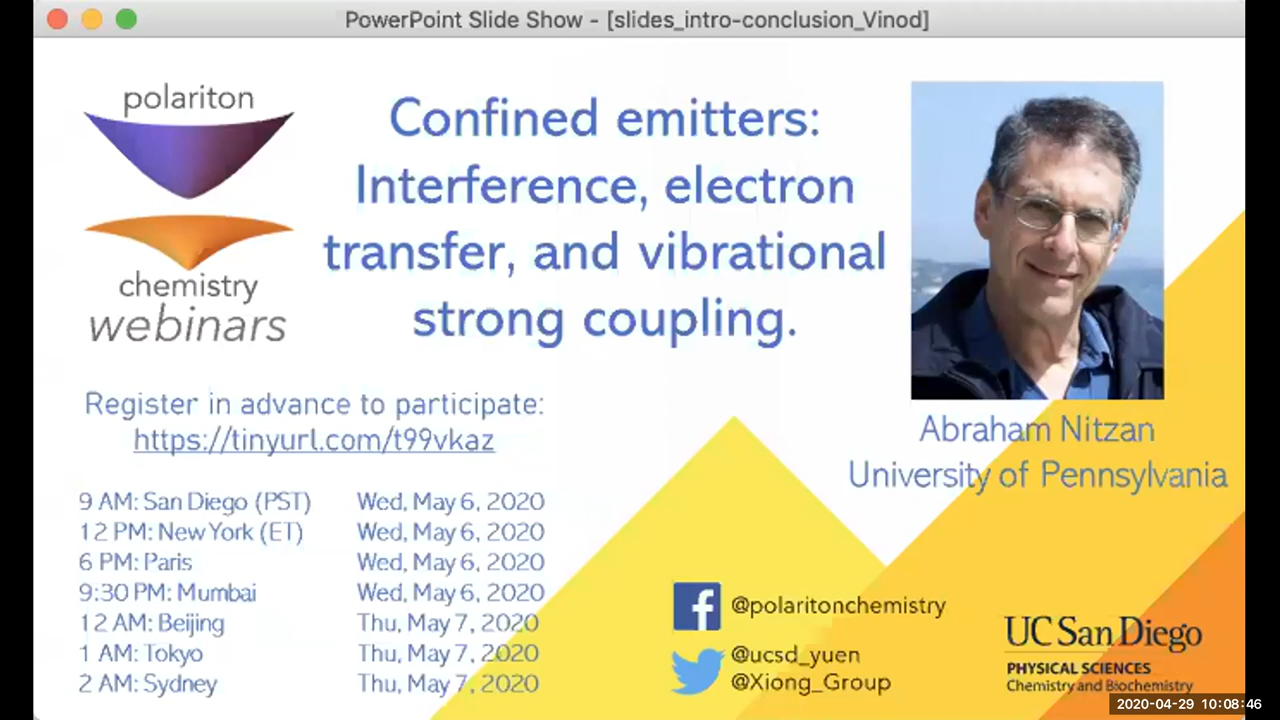 PowerPoint Slide Show - [slides_intro-conclusion_Vinod]
polariton
chemistry
webinars
Confined emitters:
Interference, electron
transfer, and vibrational
strong coupling.
Abraham Nitzan
University of Pennsylvania
Register in advance to participate:
https://tinyurl.com/t99vkaz
9 AM: San Diego (PST) Wed, May 6, 2020
12 PM: New York (ET) Wed, May 6, 2020
6 PM: Paris Wed, May 6, 2020
9:30 PM: Mumbai Wed, May 6, 2020
12 AM: Beijing Thu, May 7, 2020
1 AM: Tokyo Thu, May 7, 2020
2 AM: Sydney Thu, May 7, 2020
f @polaritonchemistry
@ucsd_yuen
@Xiong_Group
UC San Diego
PHYSICAL SCIENCES
Chemistry and Biochemistry
2020-04-29 10:08:46